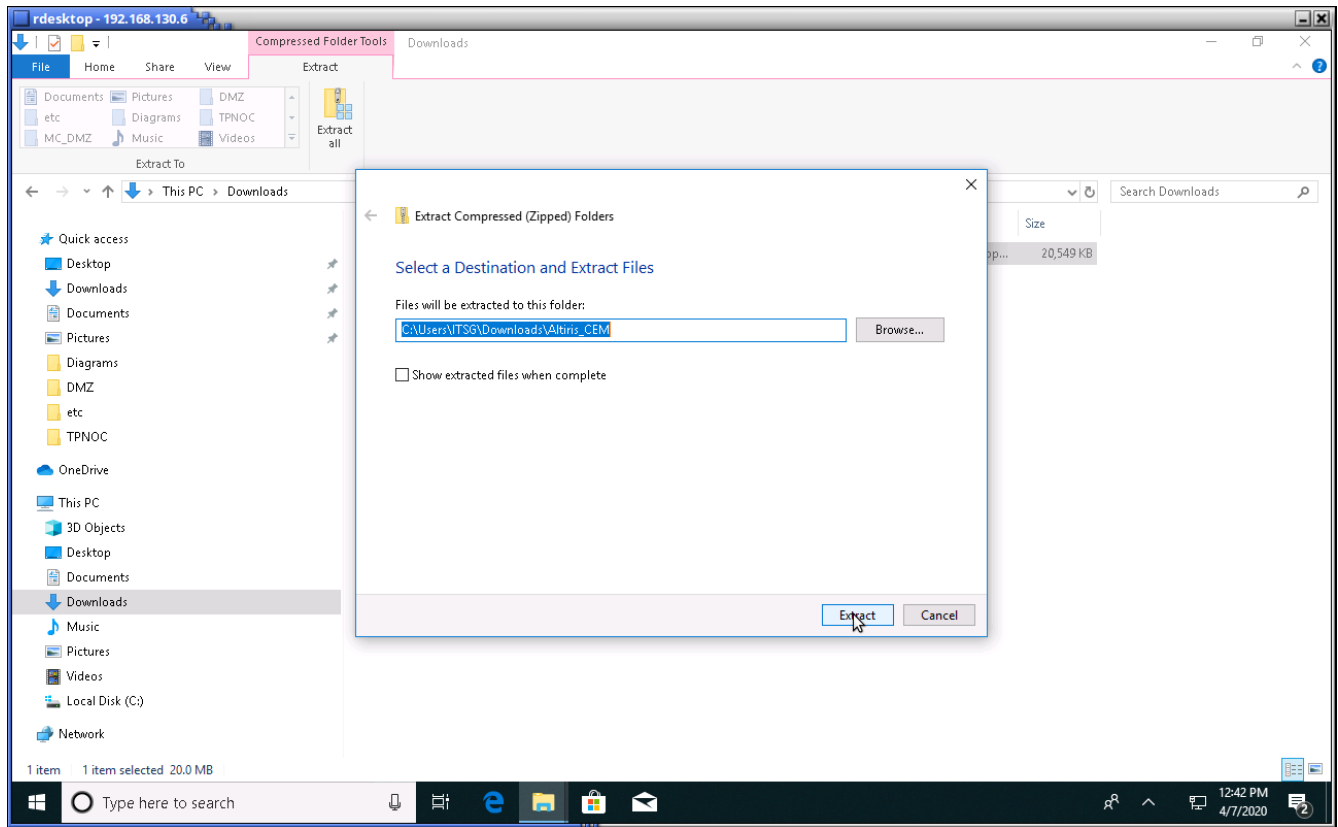 rdesktop - 192.168.130.6
Compressed Folder Tools
Downloads
File
Home
Share
View
Extract
Documents
Pictures
DMZ
etc
Diagrams
TPNOC
MC_DMZ
Music
Videos
Extract all
Extract To
This PC > Downloads
Search Downloads
Size
20,549 KB
Quick access
Desktop
Downloads
Documents
Pictures
Diagrams
DMZ
etc
TPNOC
OneDrive
This PC
3D Objects
Desktop
Documents
Downloads
Music
Pictures
Videos
Local Disk (C:)
Network
Extract Compressed (Zipped) Folders
Select a Destination and Extract Files
Files will be extracted to this folder:
C:\Users\ITSG\Downloads\Altiris_CEM
Browse...
Show extracted files when complete
Extract
Cancel
1 item
1 item selected 20.0 MB
Type here to search
12:42 PM
4/7/2020
2